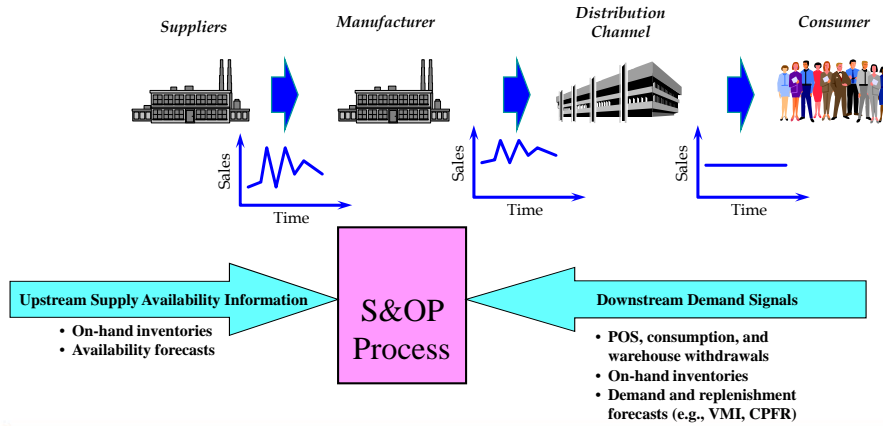 Suppliers
Manufacturer
Distribution
Channel
Consumer
Sales
Time
Sales
Time
Sales
Time
Upstream Supply Availability Information
• On-hand inventories
• Availability forecasts
S&OP
Process
Downstream Demand Signals
• POS, consumption, and
warehouse withdrawals
• On-hand inventories
• Demand and replenishment
forecasts (e.g., VMI, CPFR)